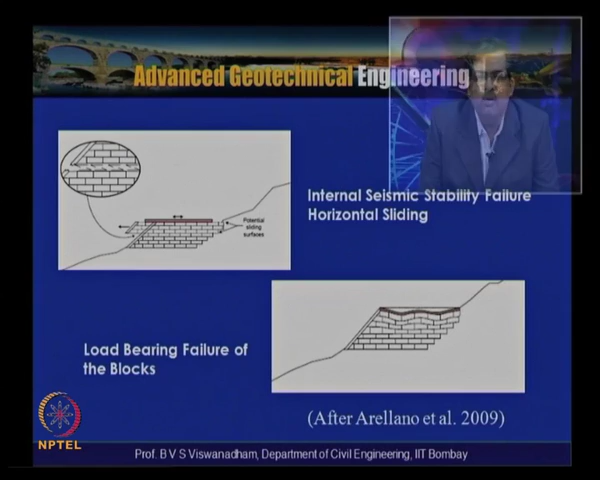 Advanced Geotechnical Engineering
Potential
sliding
surfaces
Internal Seismic Stability Failure
Horizontal Sliding
Load Bearing Failure of
the Blocks
(After Arellano et al. 2009)
NPTEL
Prof. B V S Viswanadham, Department of Civil Engineering, IIT Bombay